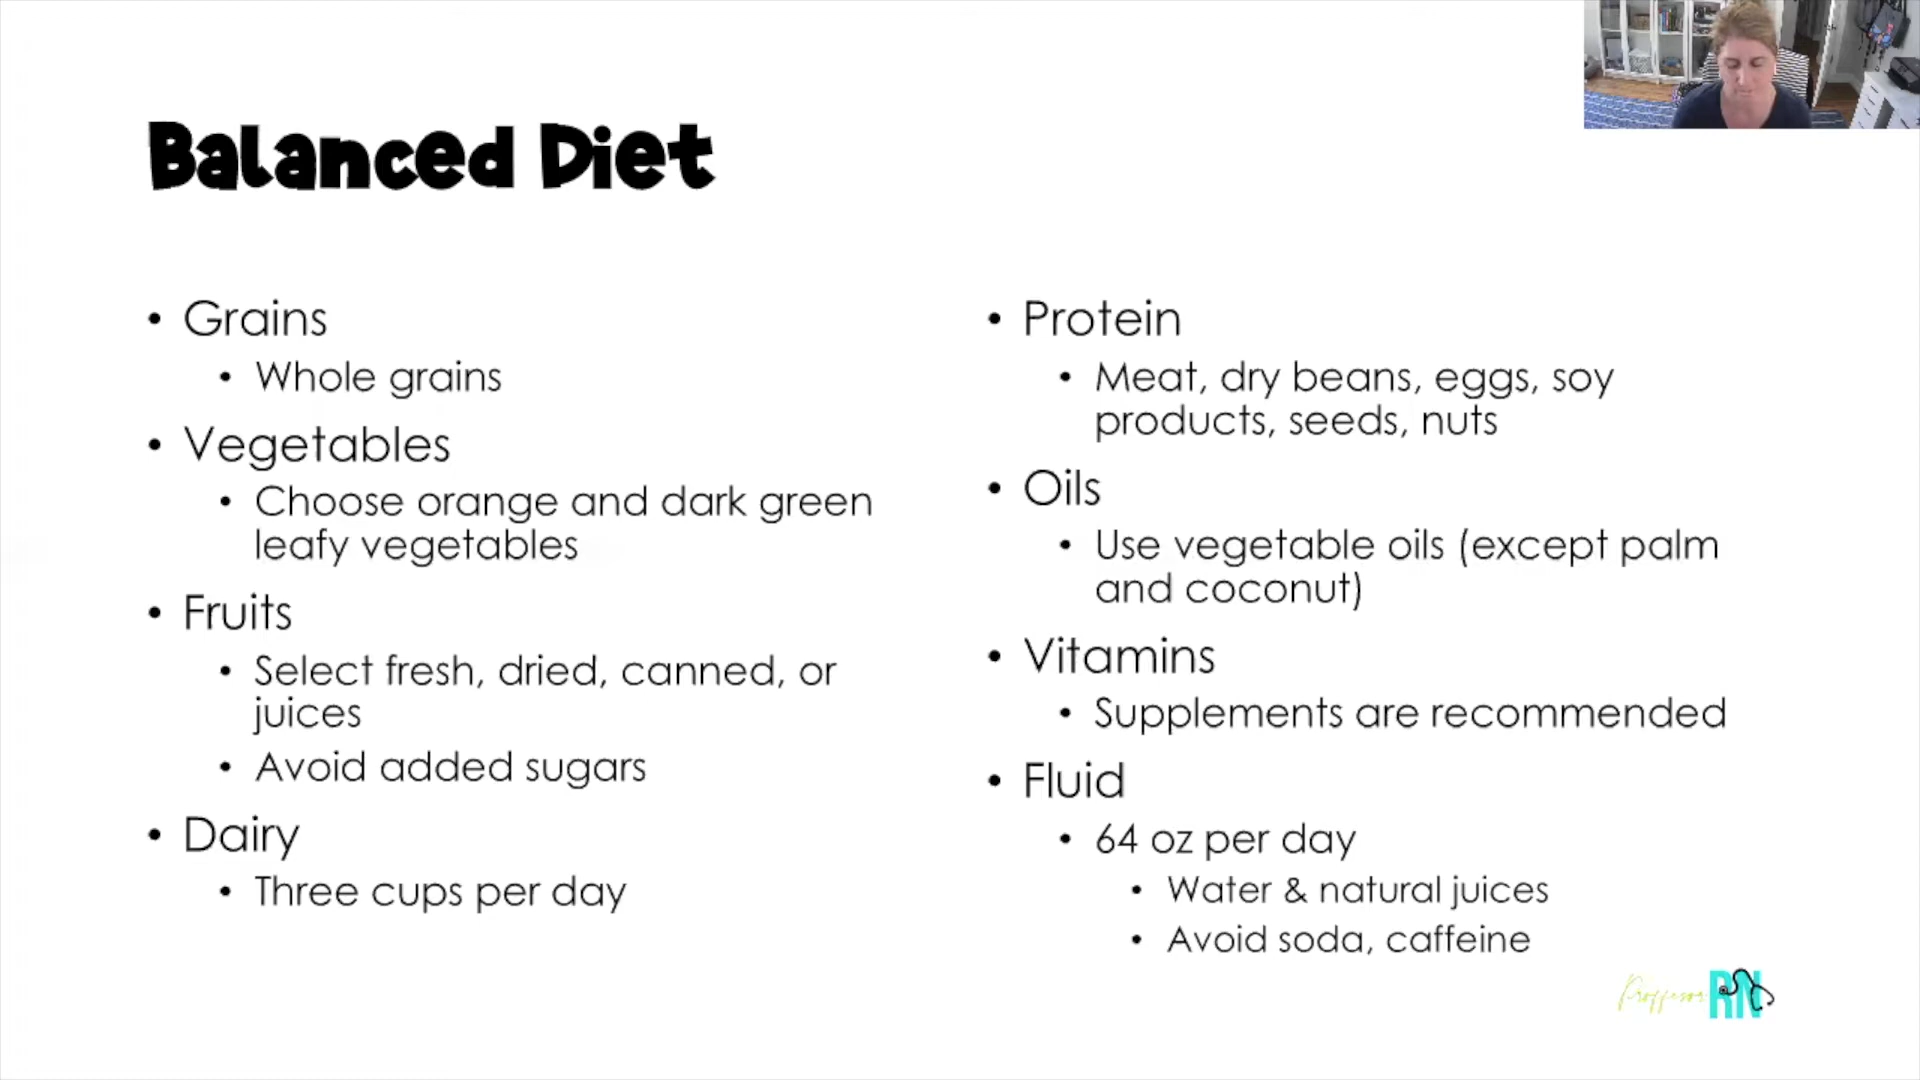 Balanced Diet
• Grains
• Whole grains
• Vegetables
• Choose orange and dark green
leafy vegetables
• Fruits
• Select fresh, dried, canned, or
juices
• Avoid added sugars
• Dairy
• Three cups per day
• Protein
• Meat, dry beans, eggs, soy
products, seeds, nuts
• Oils
• Use vegetable oils (except palm
and coconut)
• Vitamins
• Supplements are recommended
• Fluid
• 64 oz per day
• Water & natural juices
• Avoid soda, caffeine
RN